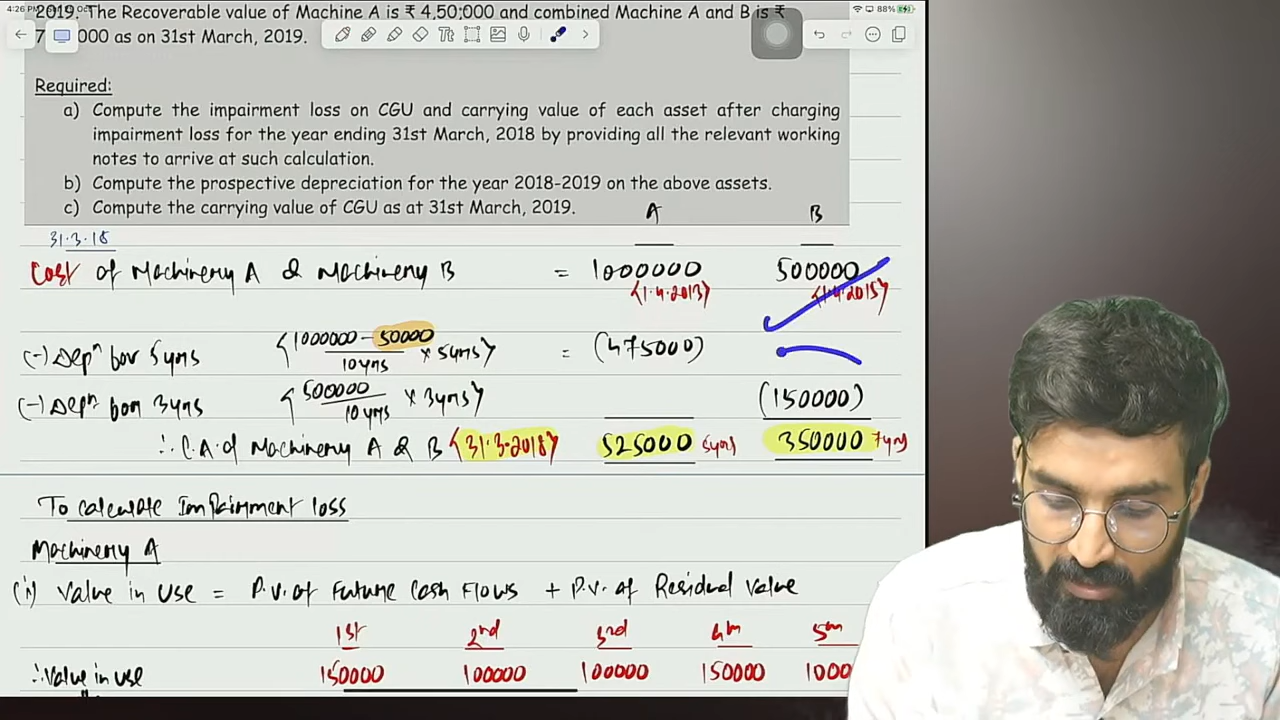 4:26 PM
88%
2019. The Recoverable value of Machine A is ₹ 4,50,000 and combined Machine A and B is ₹
7 000 as on 31st March, 2019.
Required:
a) Compute the impairment loss on CGU and carrying value of each asset after charging
impairment loss for the year ending 31st March, 2018 by providing all the relevant working
notes to arrive at such calculation.
b) Compute the prospective depreciation for the year 2018-2019 on the above assets.
c) Compute the carrying value of CGU as at 31st March, 2019.
A B
31.3.18
Cost of Machinery A & Machinery B = 1000000 500000
<1.4.2013> <1.4.2015>
(-) Depn for 5yrs <1000000 - 50000 / 10yrs × 5yrs> = (475000)
(-) Depn for 3yrs <500000 / 10yrs × 3yrs> (150000)
∴ C.A. of Machinery A & B <31.3.2018> 525000 5yrs 350000 7yrs
To calculate Impairment loss
Machinery A
Value in use = P.V. of Future Cash Flows + P.V. of Residual Value
1st 2nd 3rd 4th 5th
∴ Value in use 150000 100000 100000 150000 1000